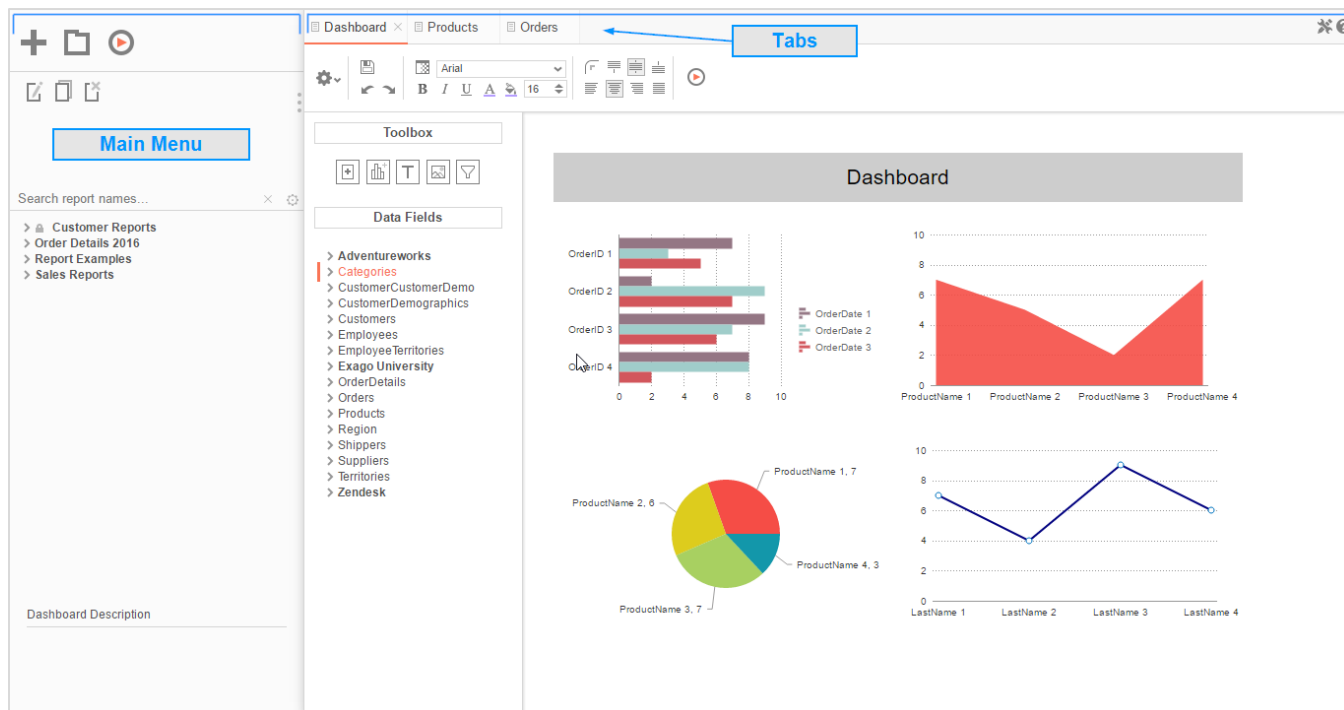 Dashboard
Products
Orders
Tabs
Arial
B I U A 16
Main Menu
Search report names...
Customer Reports
Order Details 2016
Report Examples
Sales Reports
Dashboard Description
Toolbox
T
Data Fields
Adventureworks
Categories
CustomerCustomerDemo
CustomerDemographics
Customers
Employees
EmployeeTerritories
Exago University
OrderDetails
Orders
Products
Region
Shippers
Suppliers
Territories
Zendesk
Dashboard
OrderID 1
OrderID 2
OrderID 3
OrderID 4
0 2 4 6 8 10
OrderDate 1
OrderDate 2
OrderDate 3
10
8
6
4
2
0
ProductName 1 ProductName 2 ProductName 3 ProductName 4
ProductName 1, 7
ProductName 2, 6
ProductName 4, 3
ProductName 3, 7
10
8
6
4
2
0
LastName 1 LastName 2 LastName 3 LastName 4